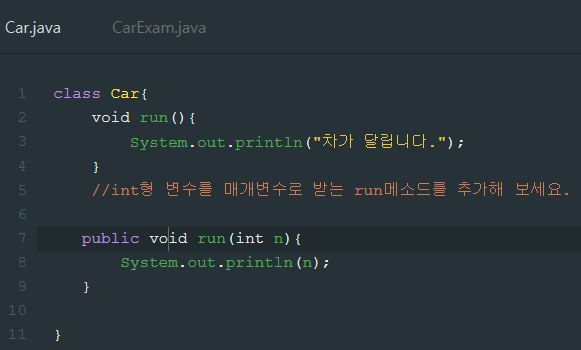 Car.java CarExam.java
1 class Car{
2 void run(){
3 System.out.println("차가 달립니다.");
4 }
5 //int형 변수를 매개변수로 받는 run메소드를 추가해 보세요.
6
7 public void run(int n){
8 System.out.println(n);
9 }
10
11 }